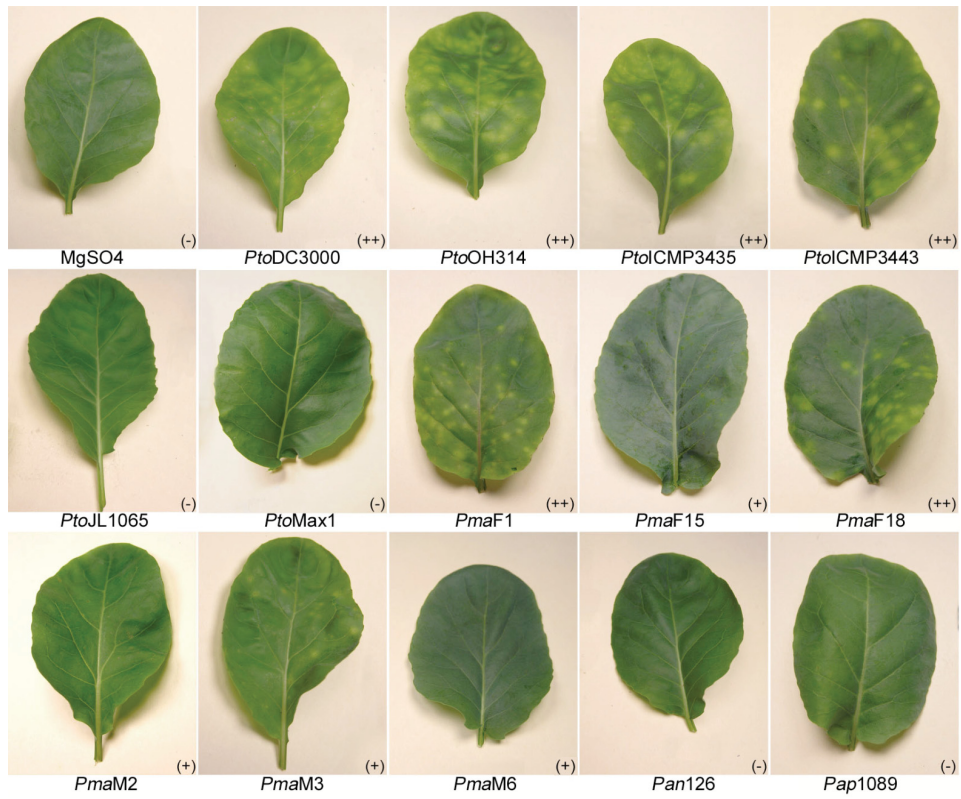 (-) (++) (++) (++) (++)
MgSO4 PtoDC3000 PtoOH314 PtoICMP3435 PtoICMP3443
(-) (-) (++) (+) (++)
PtoJL1065 PtoMax1 PmaF1 PmaF15 PmaF18
(+) (+) (+) (-) (-)
PmaM2 PmaM3 PmaM6 Pan126 Pap1089